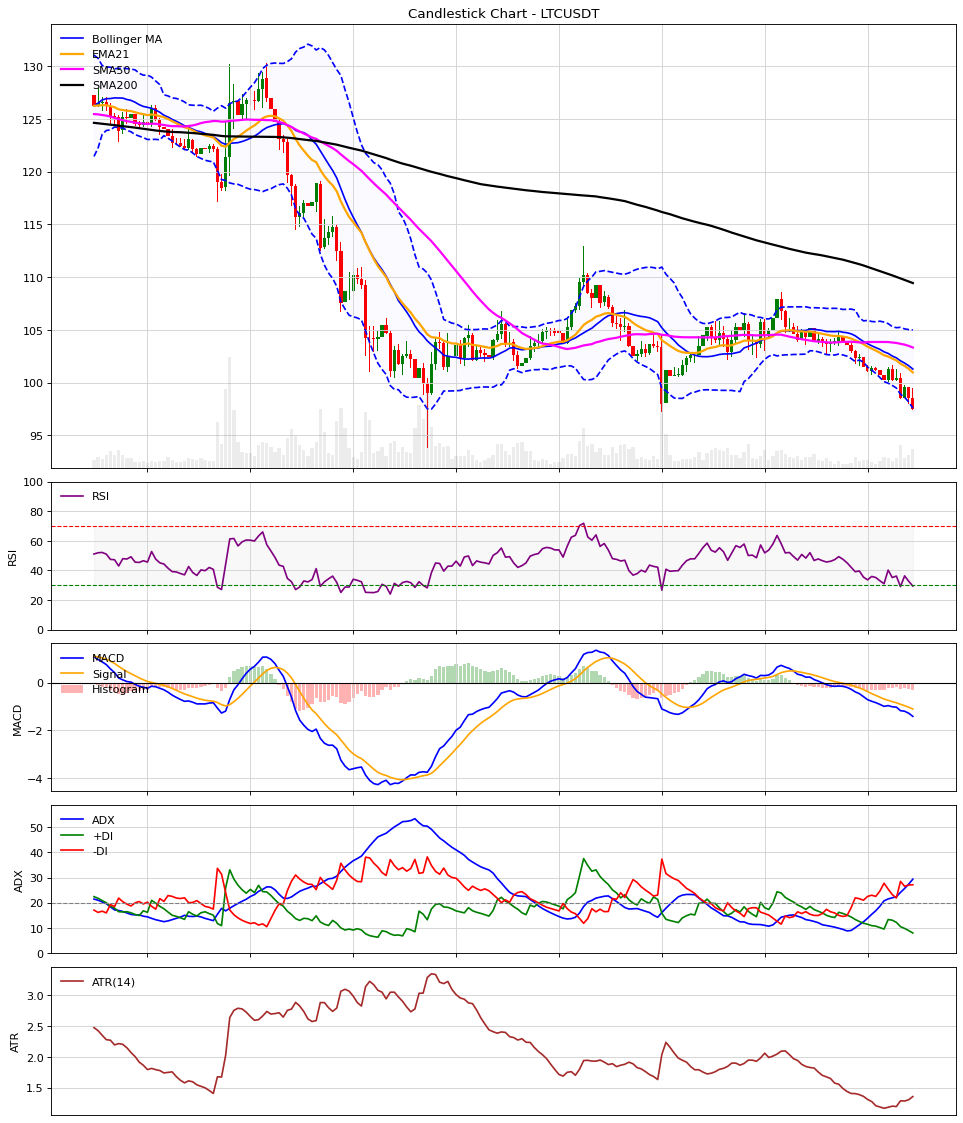 Candlestick Chart - LTCUSDT
Bollinger MA
EMA21
SMA50
SMA200
130
125
120
115
110
105
100
95
RSI
100
80
60
40
20
0
RSI
MACD
Signal
Histogram
0
−2
−4
MACD
ADX
+DI
-DI
50
40
30
20
10
0
ADX
ATR(14)
3.0
2.5
2.0
1.5
ATR